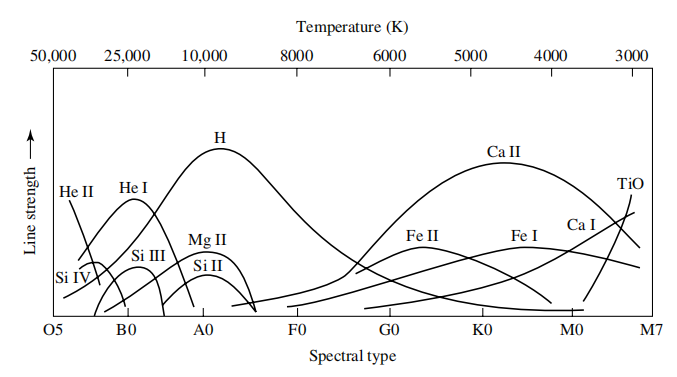 Temperature (K)
50,000 25,000 10,000 8000 6000 5000 4000 3000
H
Ca II
He II He I TiO
Ca I
Mg II Fe II Fe I
Si III Si II
Si IV
Line strength
O5 B0 A0 F0 G0 K0 M0 M7
Spectral type